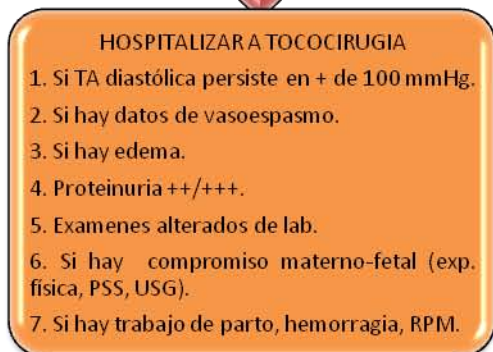 HOSPITALIZAR A TOCOCIRUGIA
1. Si TA diastólica persiste en + de 100 mmHg.
2. Si hay datos de vasoespasmo.
3. Si hay edema.
4. Proteinuria ++/+++.
5. Examenes alterados de lab.
6. Si hay compromiso materno-fetal (exp.
física, PSS, USG).
7. Si hay trabajo de parto, hemorragia, RPM.